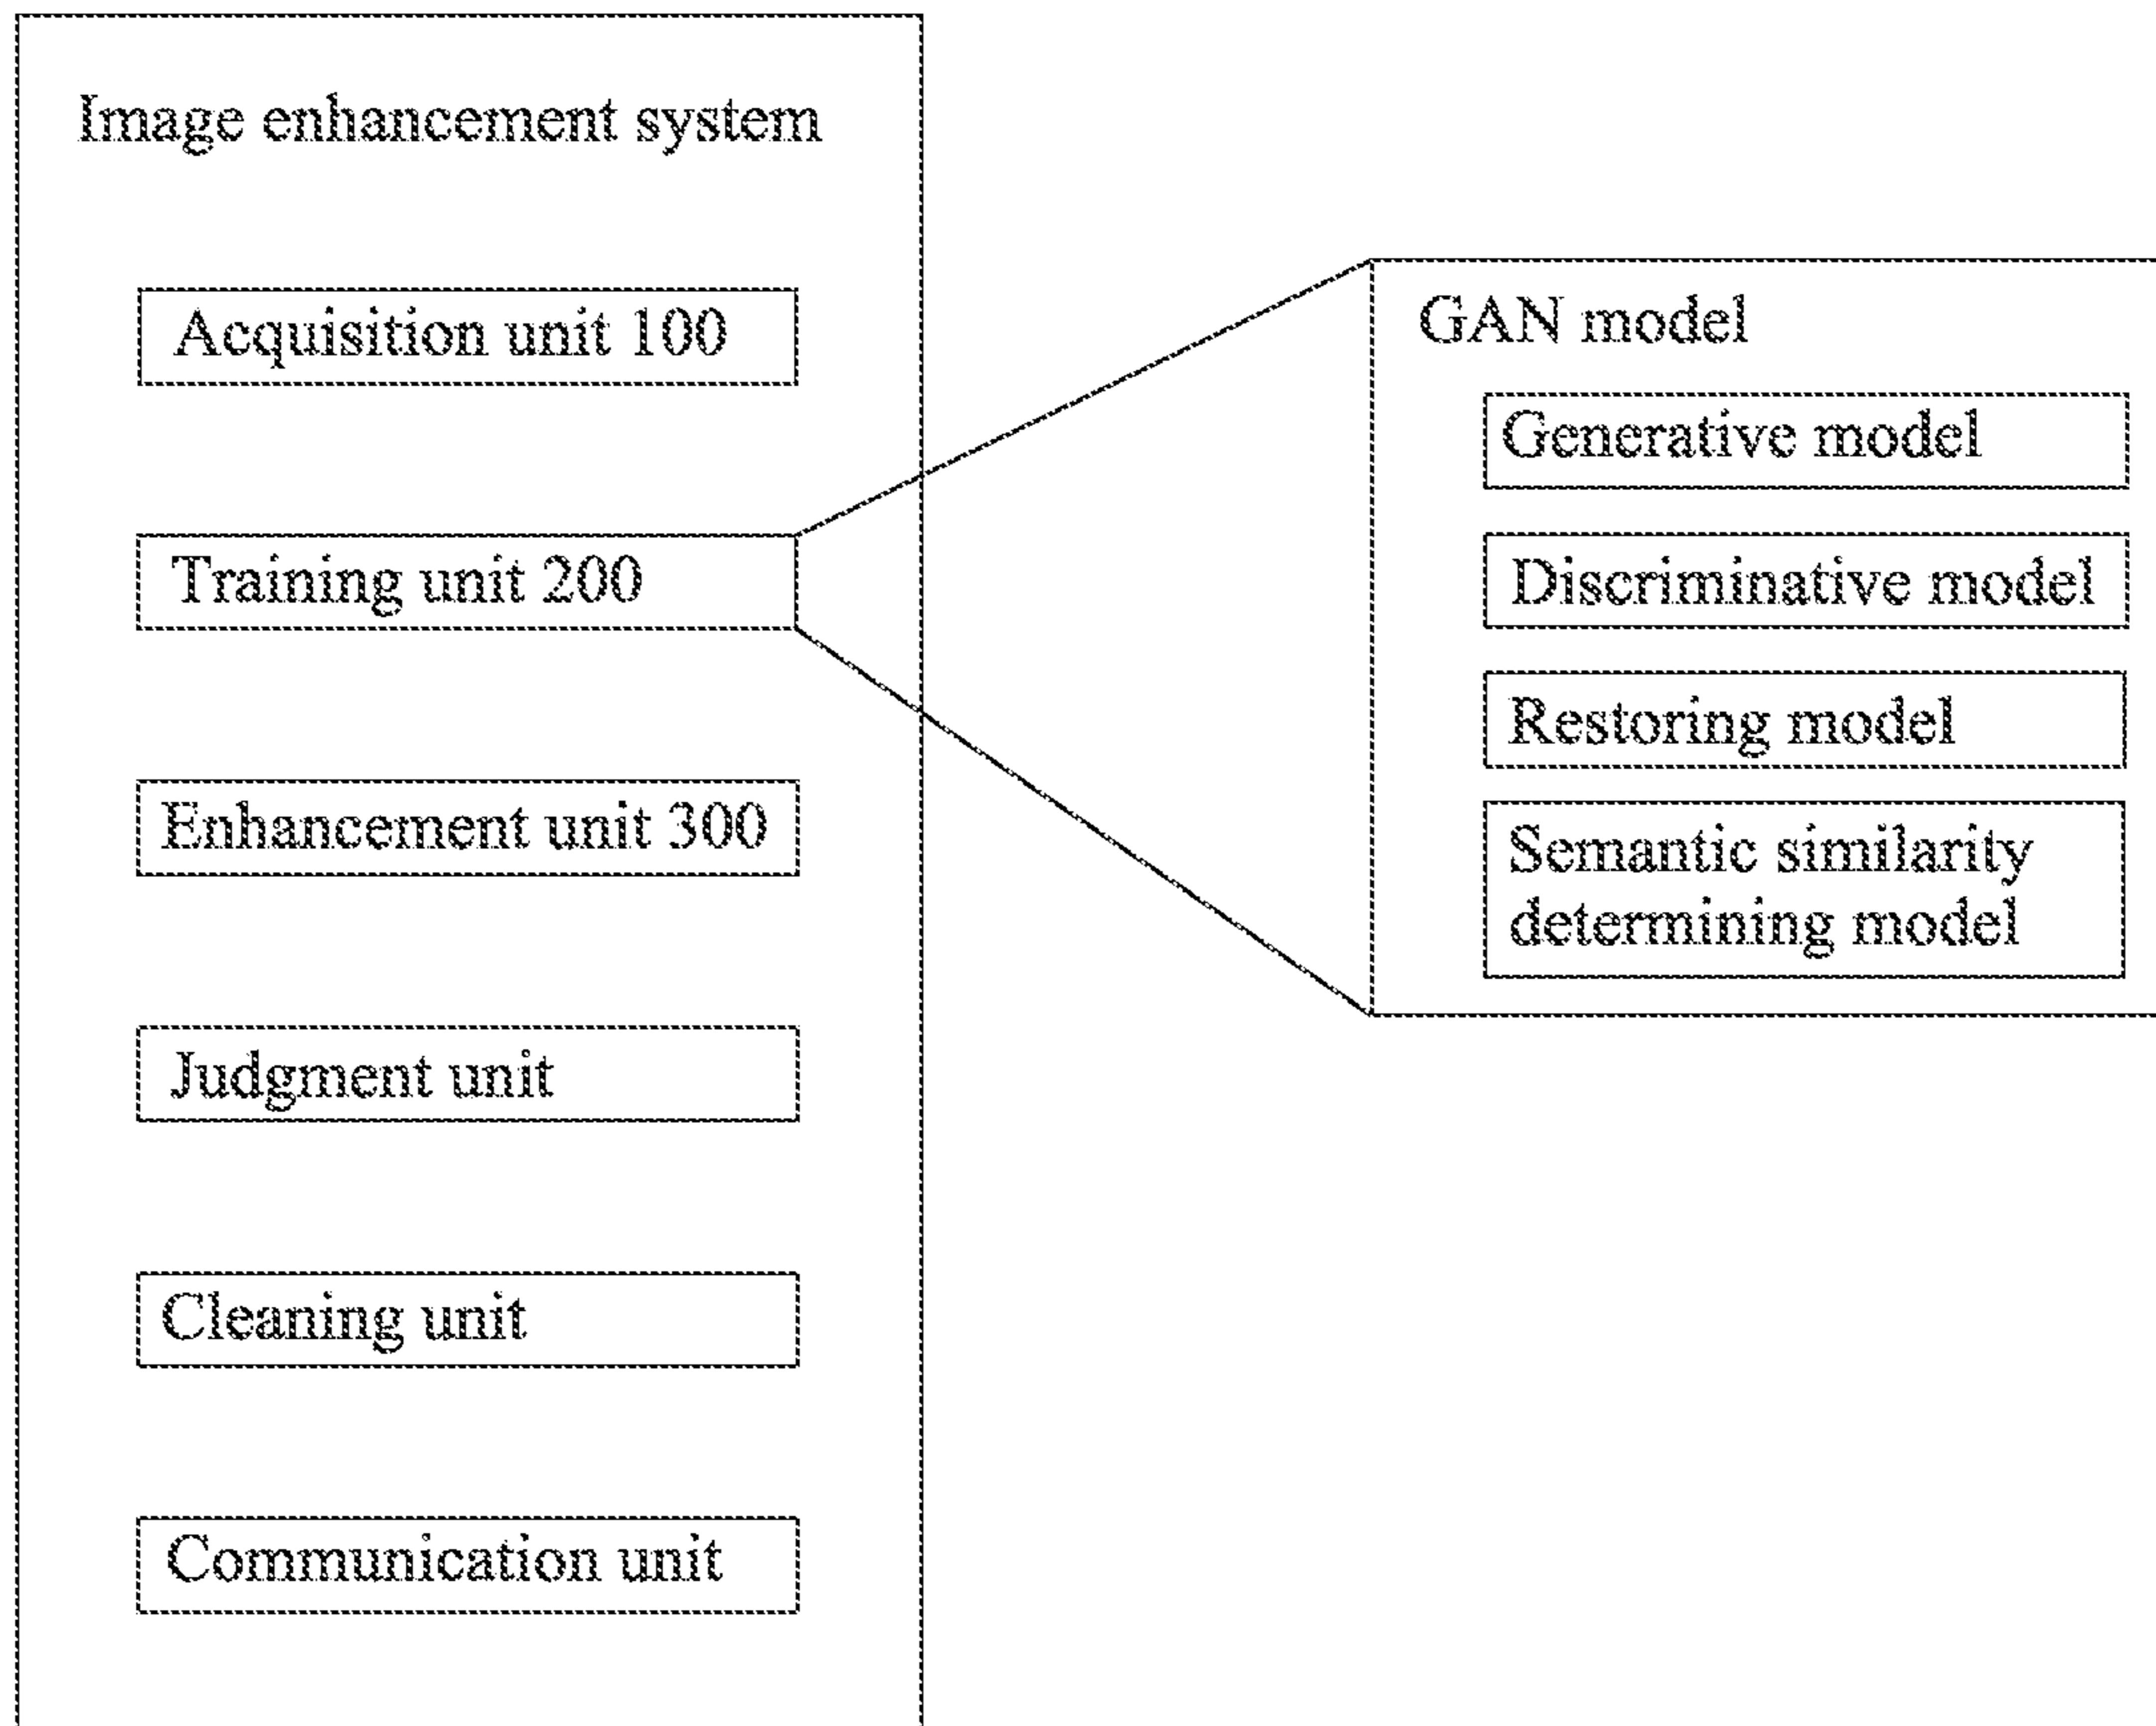 Image enhancement system
Acquisition unit 100
Training unit 200
Enhancement unit 300
Judgment unit
Cleaning unit
Communication unit
GAN model
Generative model
Discriminative model
Restoring model
Semantic similarity
determining model